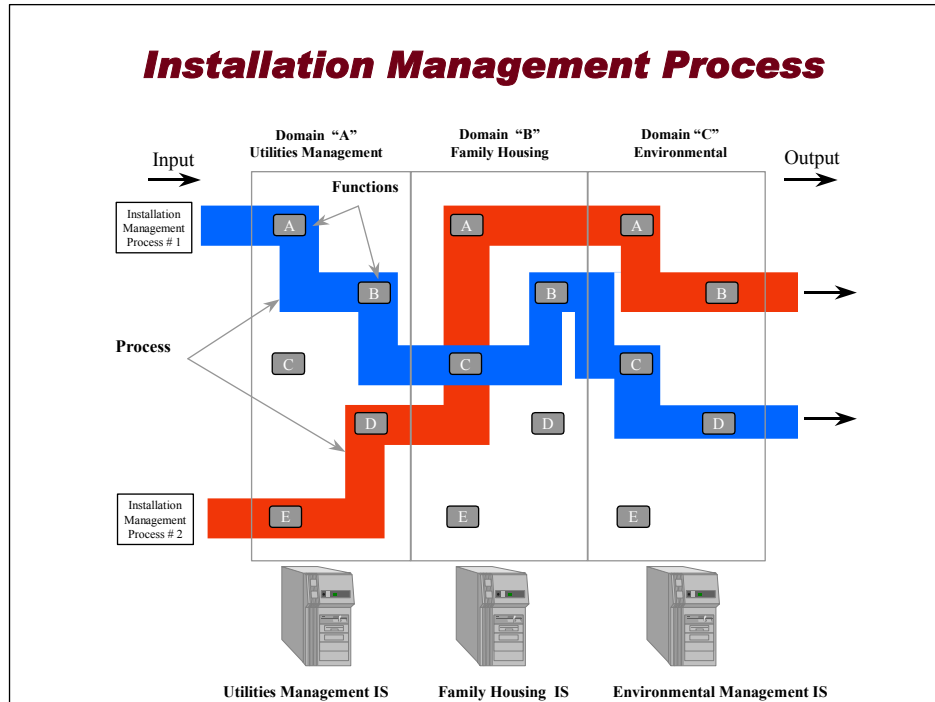 Installation Management Process
Domain “A”
Utilities Management
Domain “B”
Family Housing
Domain “C”
Environmental
Input
Output
Functions
Installation
Management
Process # 1
A
A
A
B
B
B
Process
C
C
C
D
D
D
Installation
Management
Process # 2
E
E
E
Utilities Management IS
Family Housing IS
Environmental Management IS